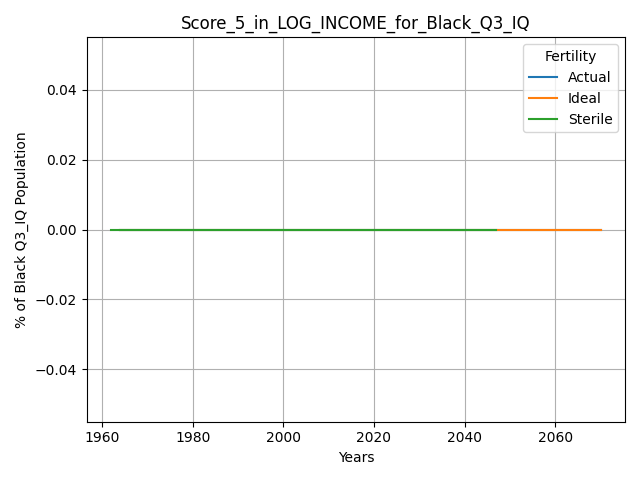 Score_5_in_LOG_INCOME_for_Black_Q3_IQ
Fertility
Actual
Ideal
Sterile
% of Black Q3_IQ Population
0.04
0.02
0.00
−0.02
−0.04
1960 1980 2000 2020 2040 2060
Years